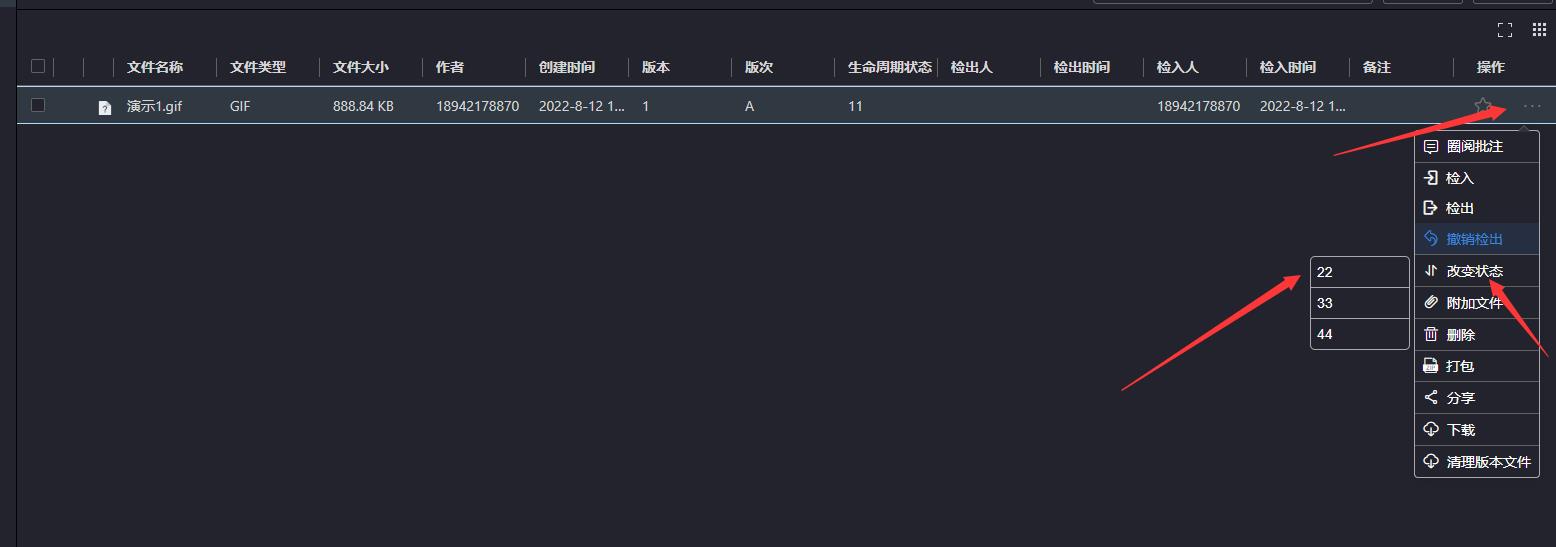 文件名称 文件类型 文件大小 作者 创建时间 版本 版次 生命周期状态 检出人 检出时间 检入人 检入时间 备注 操作
演示1.gif GIF 888.84 KB 18942178870 2022-8-12 1... 1 A 11 18942178870 2022-8-12 1... ...
圈阅批注
检入
检出
撤销检出
改变状态
22
附加文件
33
删除
44
打包
分享
下载
清理版本文件